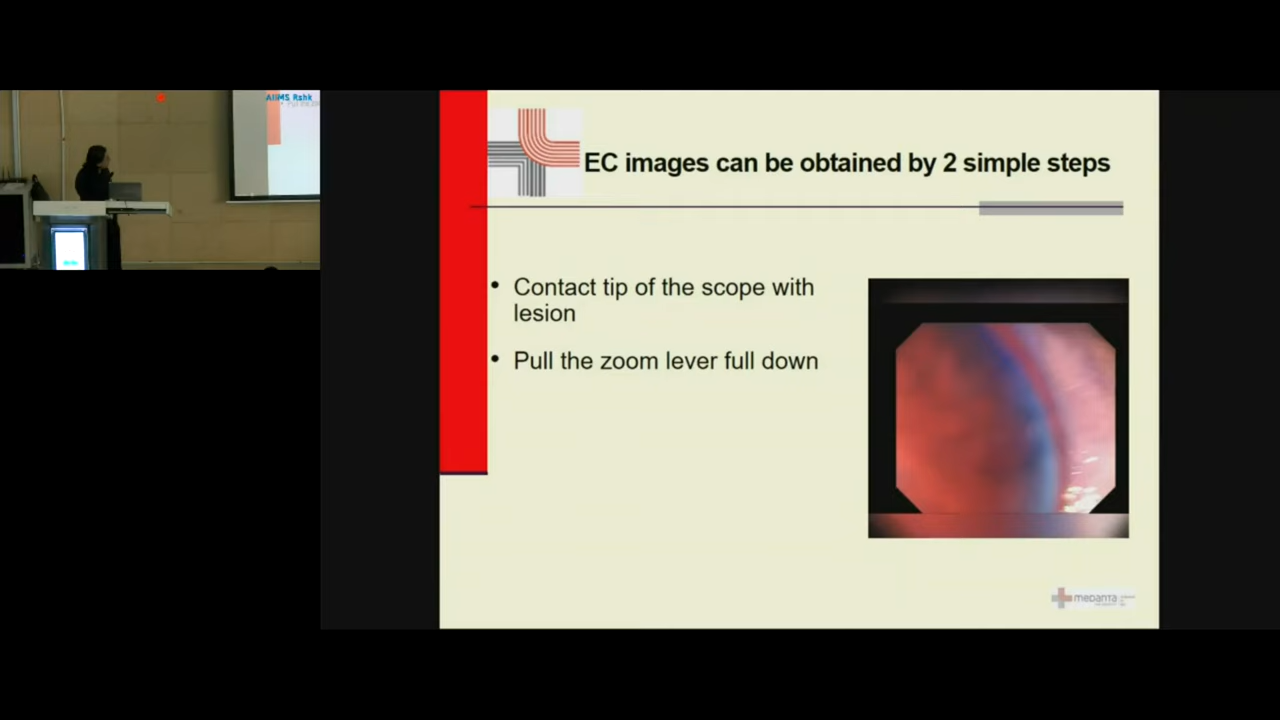 AIIMS Rshk
EC images can be obtained by 2 simple steps
• Contact tip of the scope with
lesion
• Pull the zoom lever full down
medanta